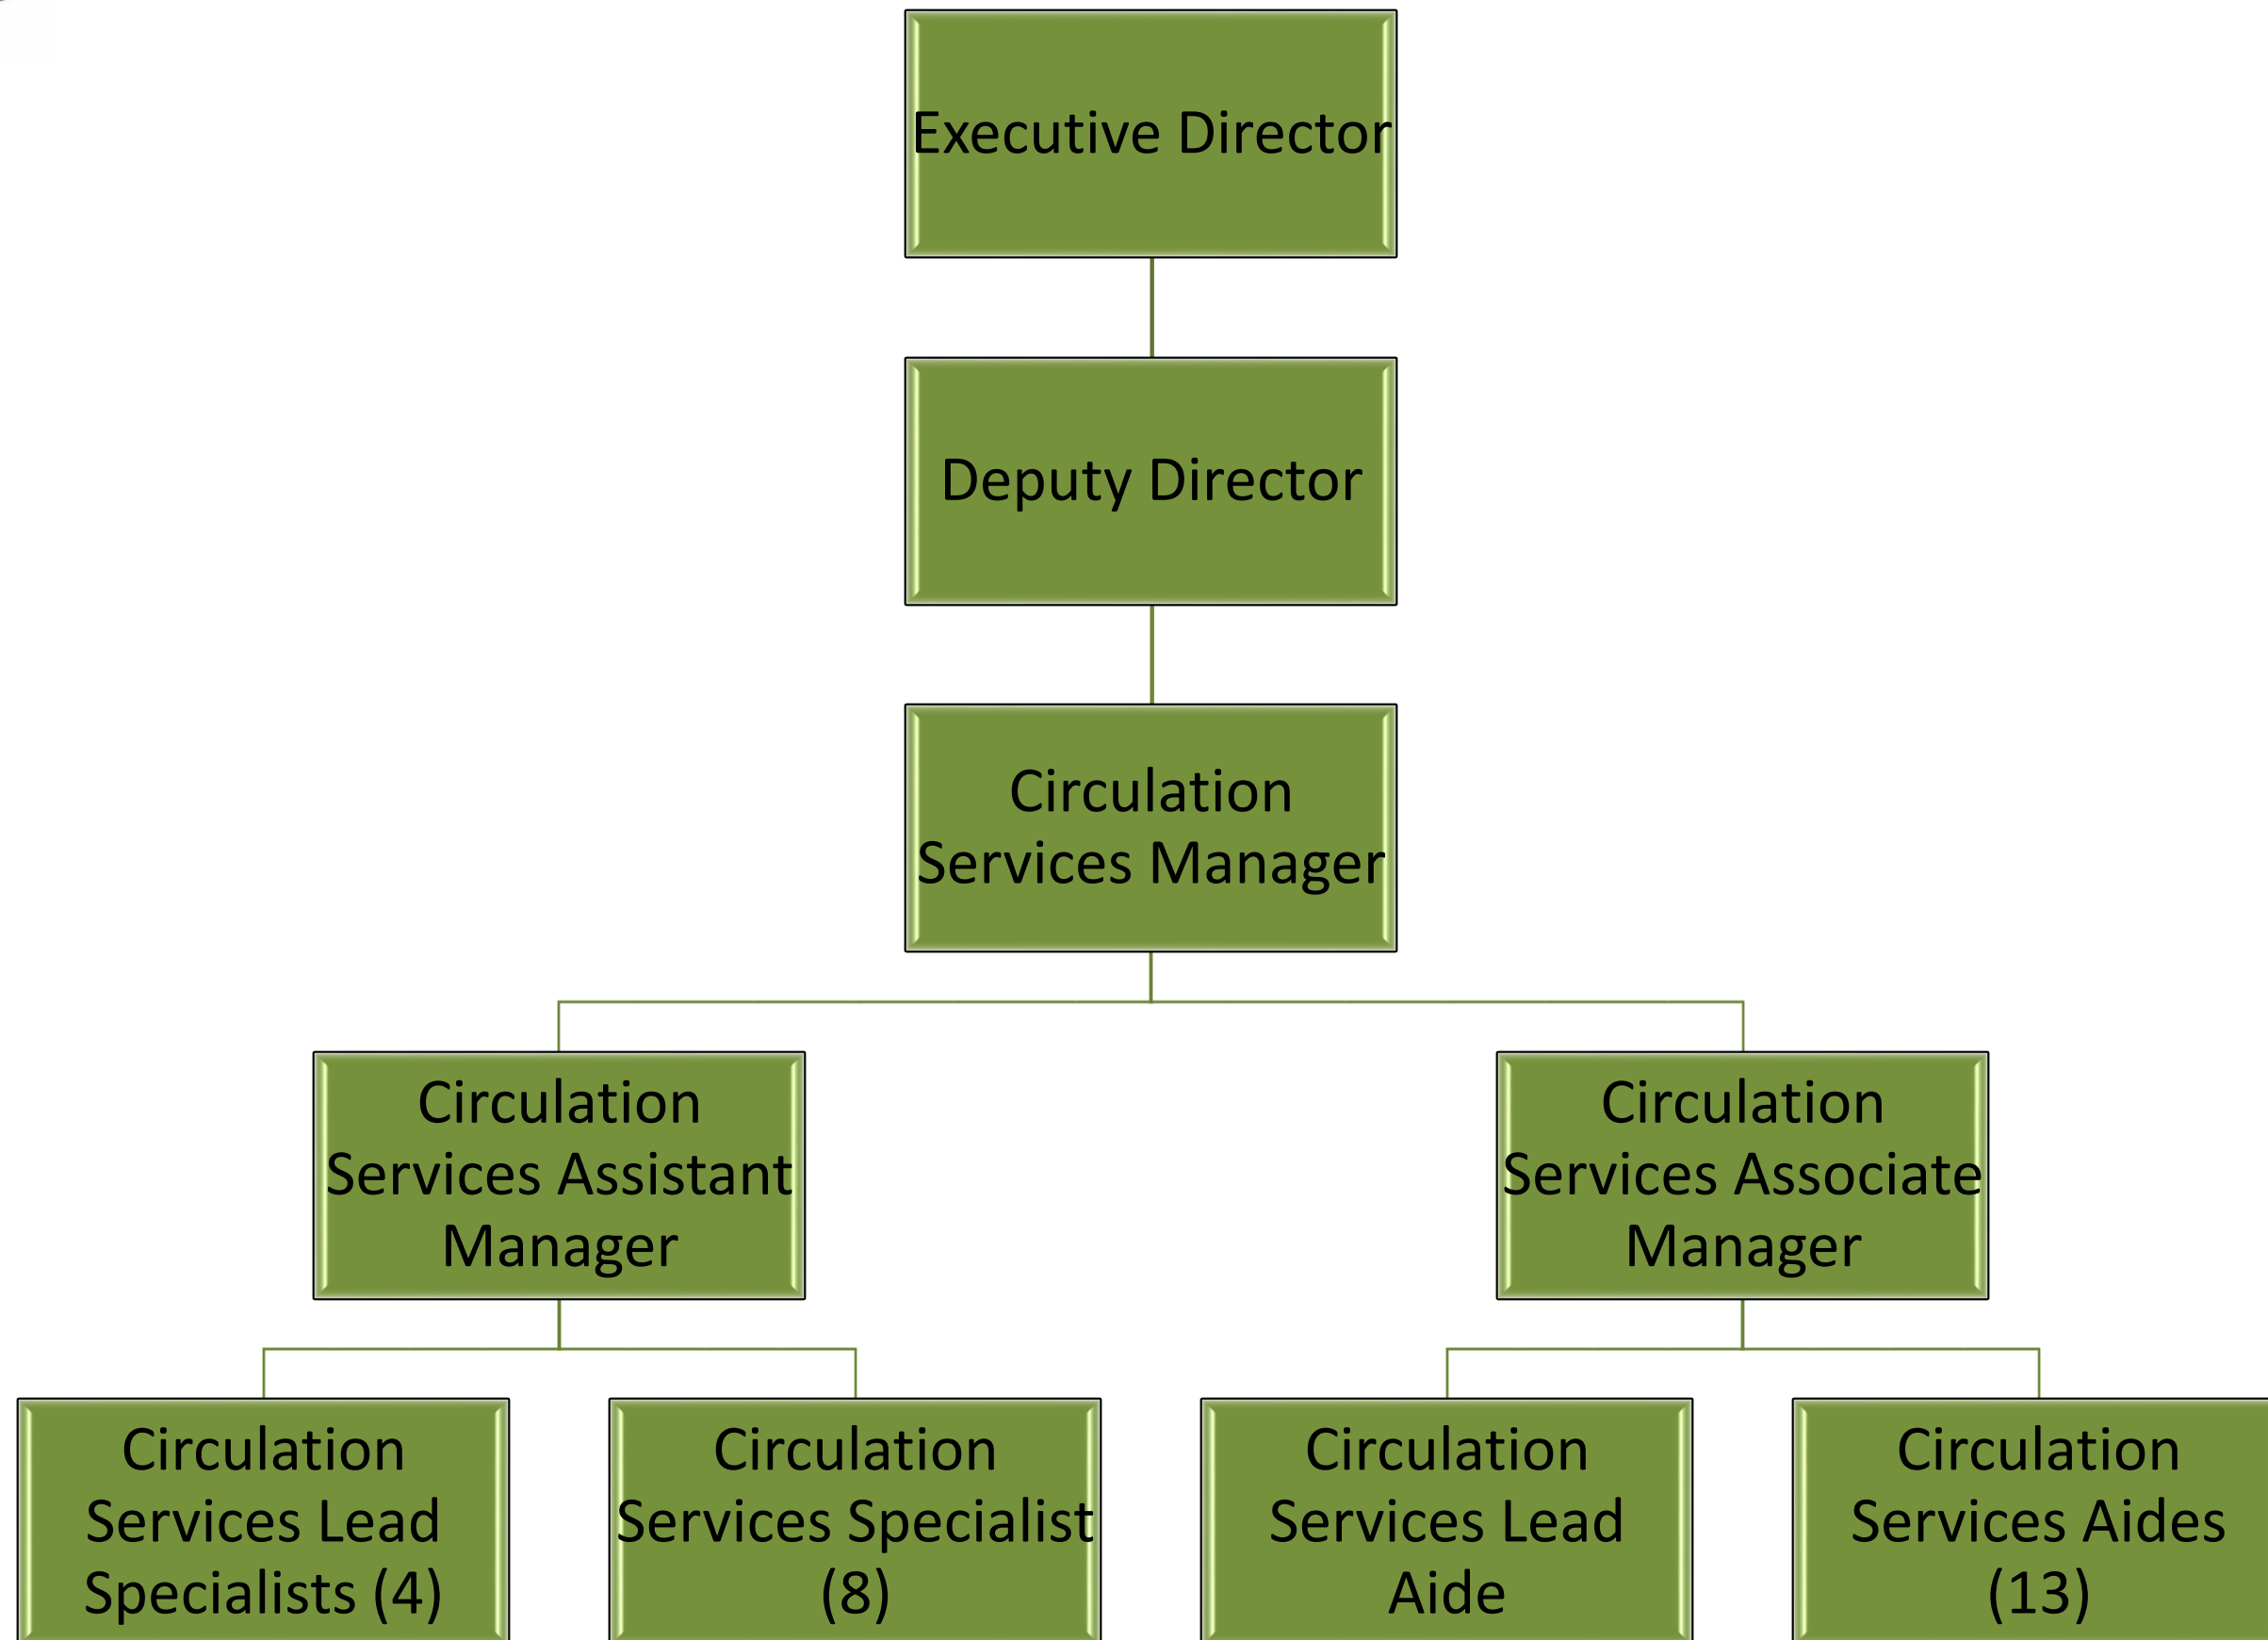 Executive Director
Deputy Director
Circulation
Services Manager
Circulation
Services Assistant
Manager
Circulation
Services Associate
Manager
Circulation
Services Lead
Specialists (4)
Circulation
Services Specialist
(8)
Circulation
Services Lead
Aide
Circulation
Services Aides
(13)